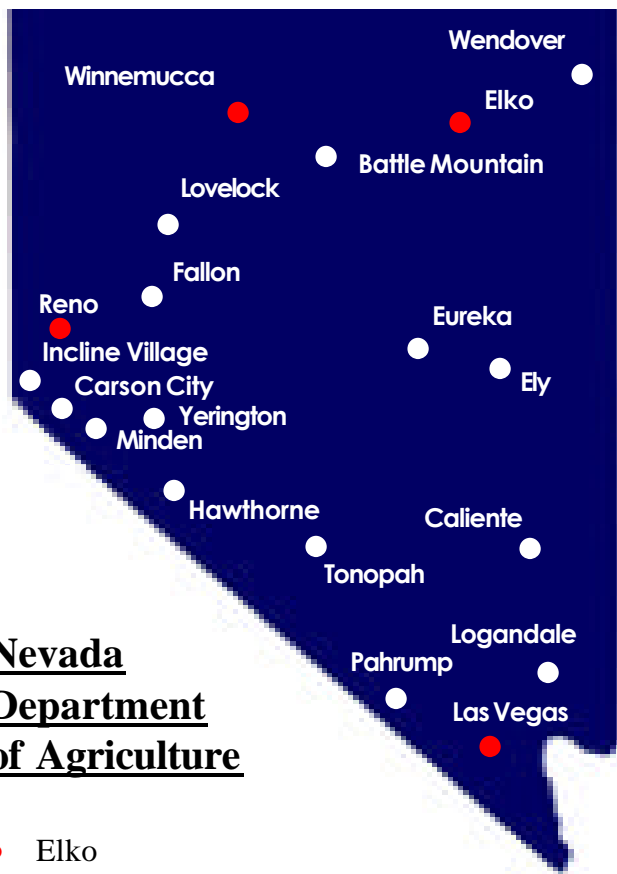 Wendover
Winnemucca
Elko
Battle Mountain
Lovelock
Fallon
Reno
Eureka
Incline Village
Ely
Carson City
Yerington
Minden
Hawthorne
Caliente
Tonopah
Logandale
Pahrump
Las Vegas
Nevada
Department
of Agriculture
Elko